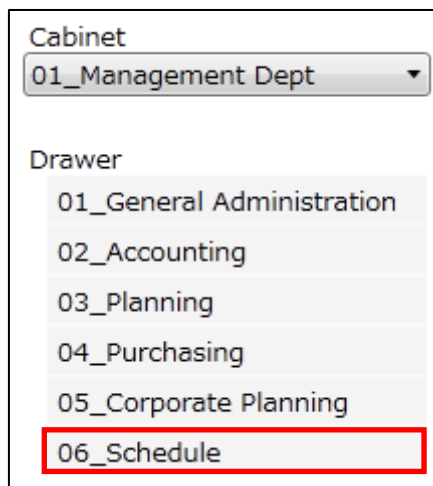 Cabinet
01_Management Dept
Drawer
01_General Administration
02_Accounting
03_Planning
04_Purchasing
05_Corporate Planning
06_Schedule